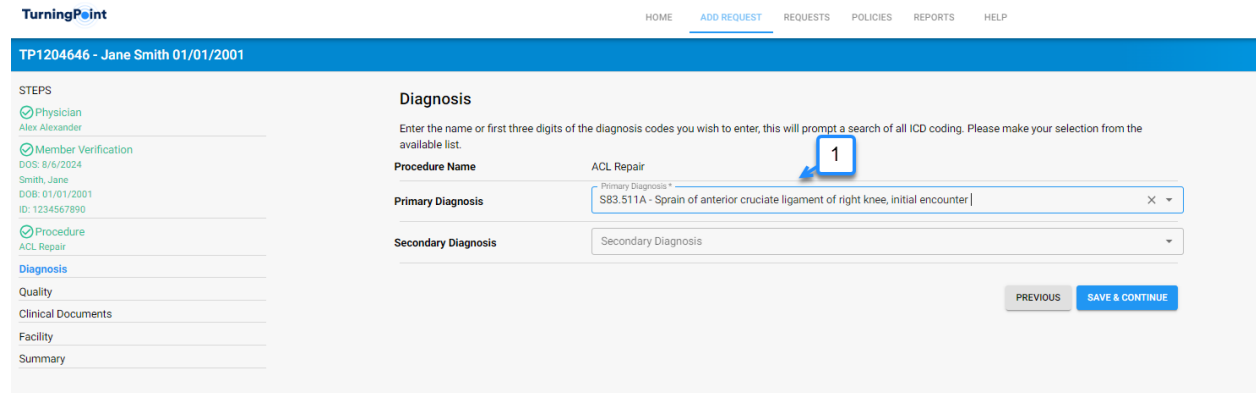 TurningPoint
HOME ADD REQUEST REQUESTS POLICIES REPORTS HELP
TP1204646 - Jane Smith 01/01/2001
STEPS
Physician
Alex Alexander
Member Verification
DOS: 8/6/2024
Smith, Jane
DOB: 01/01/2001
ID: 1234567890
Procedure
ACL Repair
Diagnosis
Quality
Clinical Documents
Facility
Summary
Diagnosis
Enter the name or first three digits of the diagnosis codes you wish to enter, this will prompt a search of all ICD coding. Please make your selection from the
available list.
1
Procedure Name ACL Repair
Primary Diagnosis *
Primary Diagnosis S83.511A - Sprain of anterior cruciate ligament of right knee, initial encounter
Secondary Diagnosis Secondary Diagnosis
PREVIOUS SAVE & CONTINUE